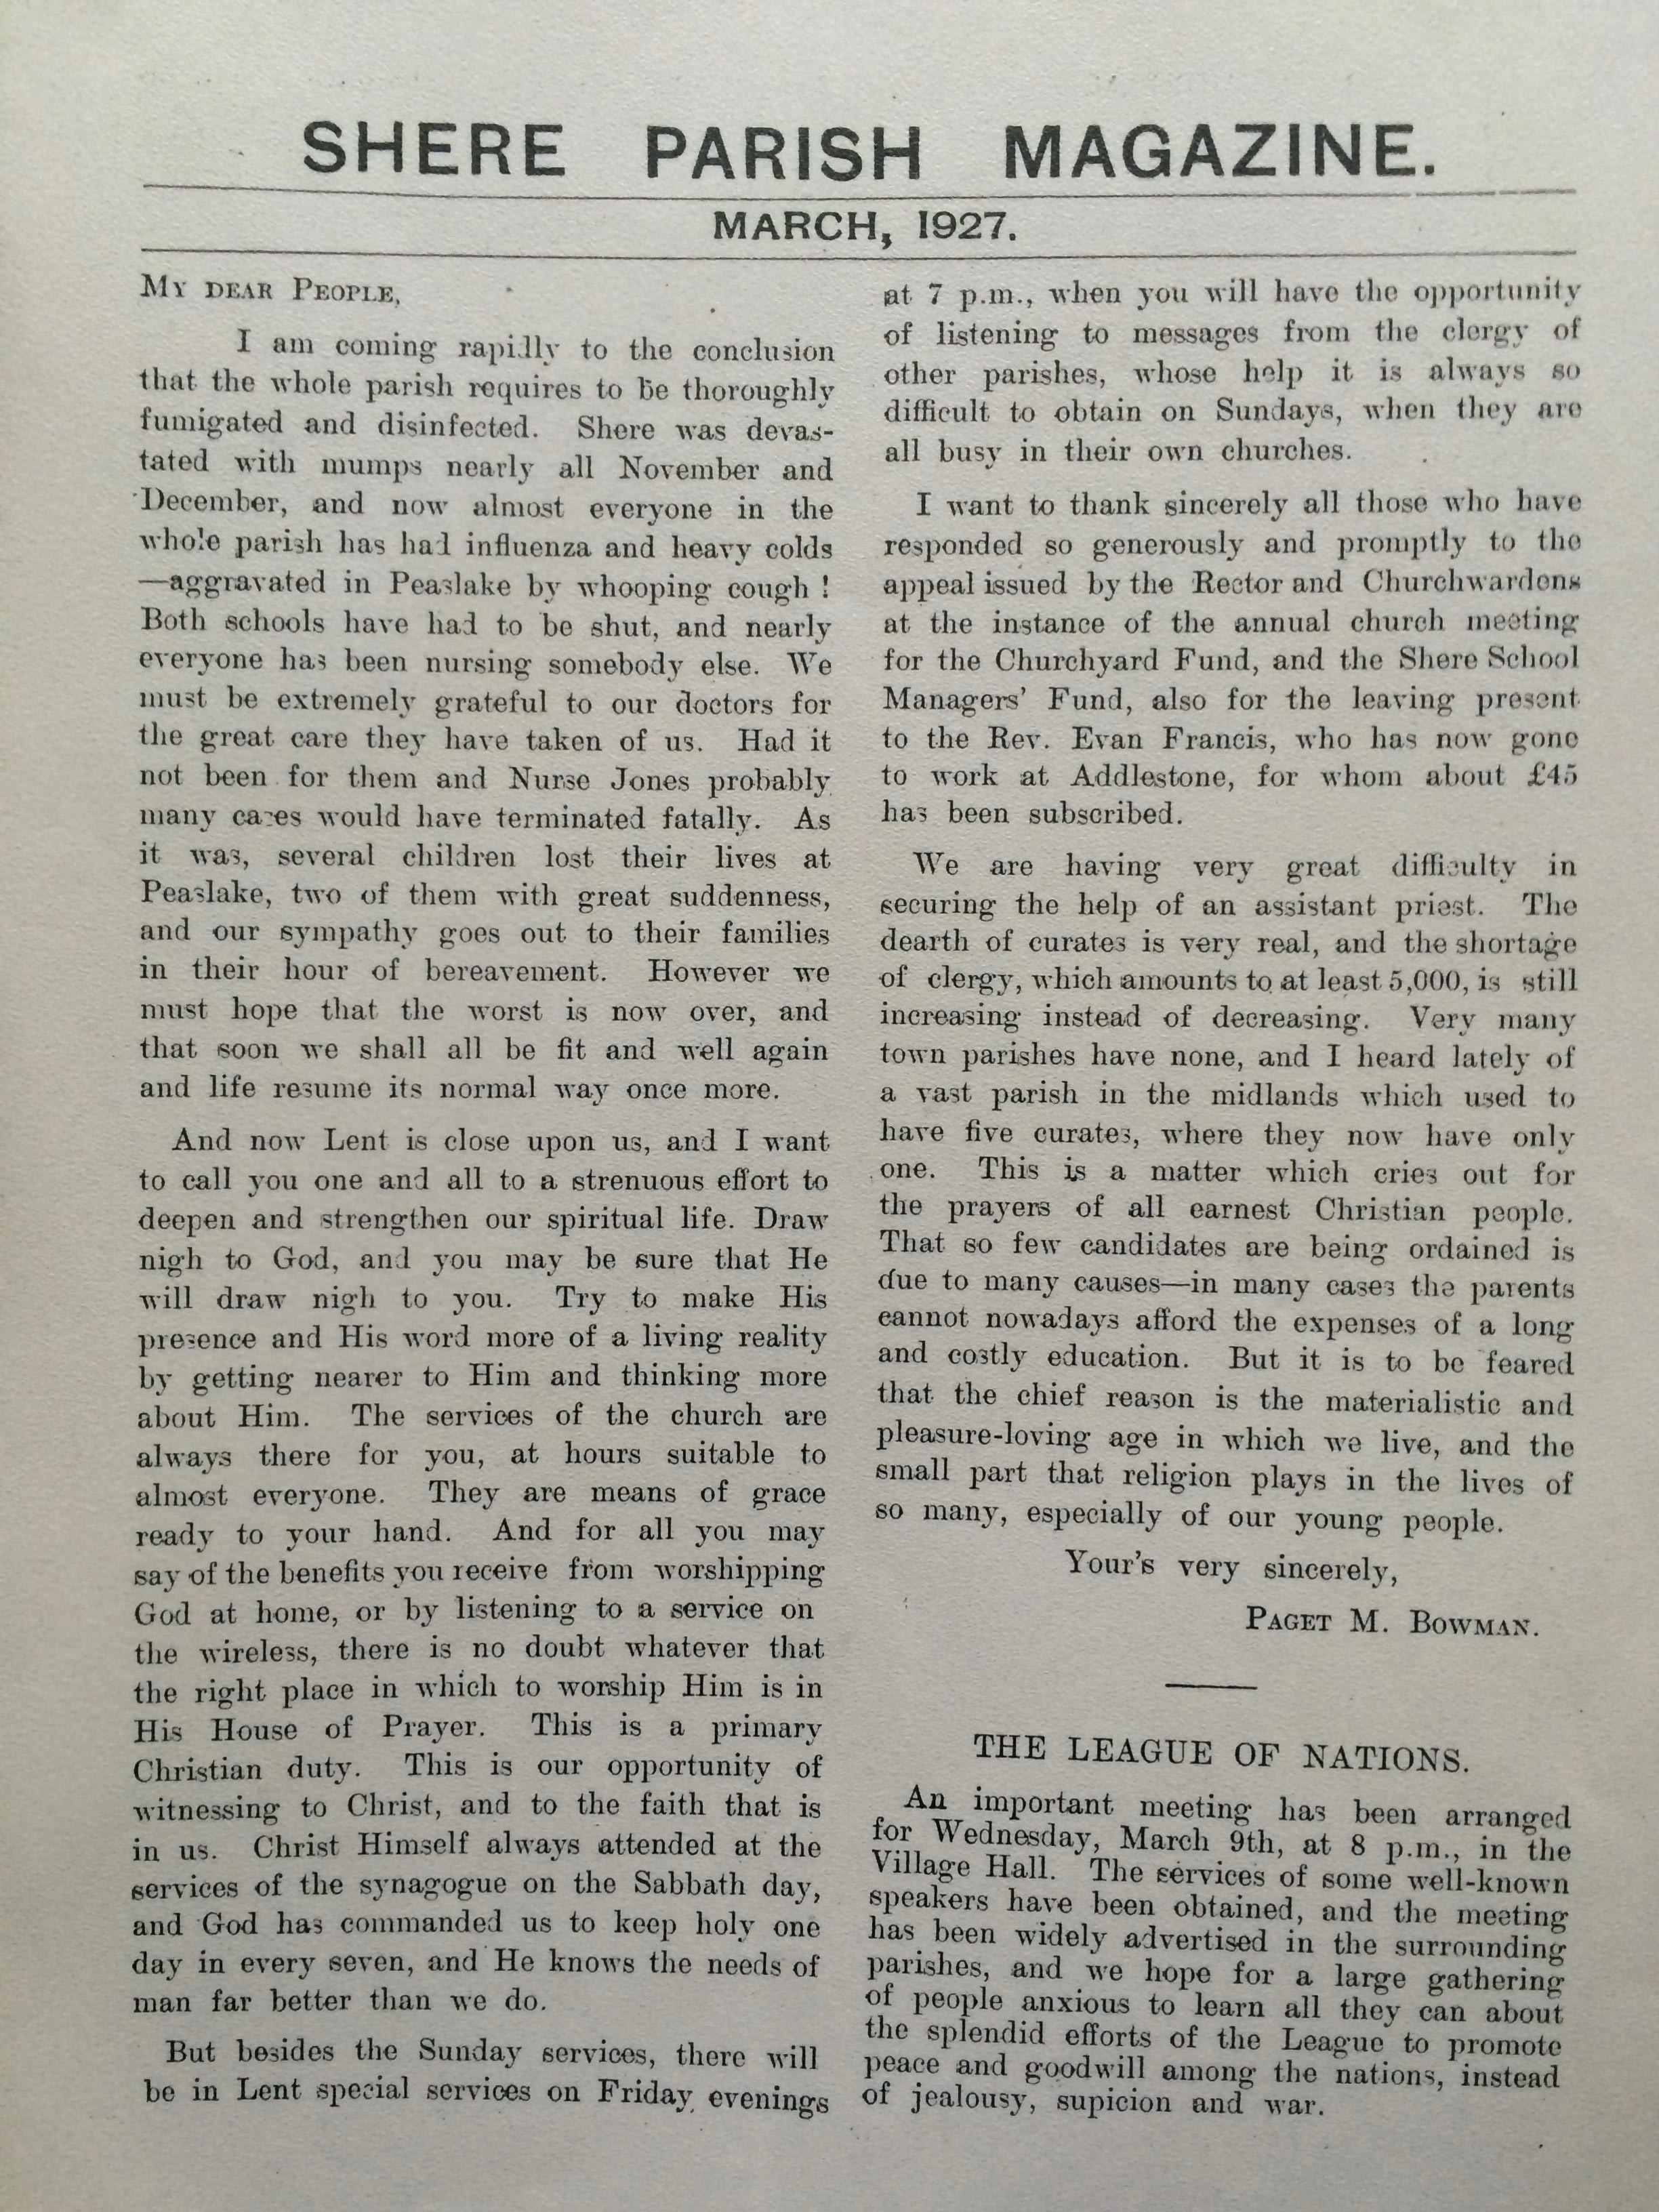 SHERE PARISH MAGAZINE.
MARCH, 1927.
MY DEAR PEOPLE,
I am coming rapidly to the conclusion
that the whole parish requires to be thoroughly
fumigated and disinfected. Shere was devas-
tated with mumps nearly all November and
December, and now almost everyone in the
whole parish has had influenza and heavy colds
—aggravated in Peaslake by whooping cough !
Both schools have had to be shut, and nearly
everyone has been nursing somebody else. We
must be extremely grateful to our doctors for
the great care they have taken of us. Had it
not been for them and Nurse Jones probably
many cases would have terminated fatally. As
it was, several children lost their lives at
Peaslake, two of them with great suddenness,
and our sympathy goes out to their families
in their hour of bereavement. However we
must hope that the worst is now over, and
that soon we shall all be fit and well again
and life resume its normal way once more.
And now Lent is close upon us, and I want
to call you one and all to a strenuous effort to
deepen and strengthen our spiritual life. Draw
nigh to God, and you may be sure that He
will draw nigh to you. Try to make His
presence and His word more of a living reality
by getting nearer to Him and thinking more
about Him. The services of the church are
always there for you, at hours suitable to
almost everyone. They are means of grace
ready to your hand. And for all you may
say of the benefits you receive from worshipping
God at home, or by listening to a service on
the wireless, there is no doubt whatever that
the right place in which to worship Him is in
His House of Prayer. This is a primary
Christian duty. This is our opportunity of
witnessing to Christ, and to the faith that is
in us. Christ Himself always attended at the
services of the synagogue on the Sabbath day,
and God has commanded us to keep holy one
day in every seven, and He knows the needs of
man far better than we do.
But besides the Sunday services, there will
be in Lent special services on Friday evenings
at 7 p.m., when you will have the opportunity
of listening to messages from the clergy of
other parishes, whose help it is always so
difficult to obtain on Sundays, when they are
all busy in their own churches.
I want to thank sincerely all those who have
responded so generously and promptly to the
appeal issued by the Rector and Churchwardens
at the instance of the annual church meeting
for the Churchyard Fund, and the Shere School
Managers' Fund, also for the leaving present
to the Rev. Evan Francis, who has now gone
to work at Addlestone, for whom about £45
has been subscribed.
We are having very great difficulty in
securing the help of an assistant priest. The
dearth of curates is very real, and the shortage
of clergy, which amounts to at least 5,000, is still
increasing instead of decreasing. Very many
town parishes have none, and I heard lately of
a vast parish in the midlands which used to
have five curates, where they now have only
one. This is a matter which cries out for
the prayers of all earnest Christian people.
That so few candidates are being ordained is
due to many causes—in many cases the parents
cannot nowadays afford the expenses of a long
and costly education. But it is to be feared
that the chief reason is the materialistic and
pleasure-loving age in which we live, and the
small part that religion plays in the lives of
so many, especially of our young people.
Your's very sincerely,
PAGET M. BOWMAN.
THE LEAGUE OF NATIONS.
An important meeting has been arranged
for Wednesday, March 9th, at 8 p.m., in the
Village Hall. The services of some well-known
speakers have been obtained, and the meeting
has been widely advertised in the surrounding
parishes, and we hope for a large gathering
of people anxious to learn all they can about
the splendid efforts of the League to promote
peace and goodwill among the nations, instead
of jealousy, supicion and war.